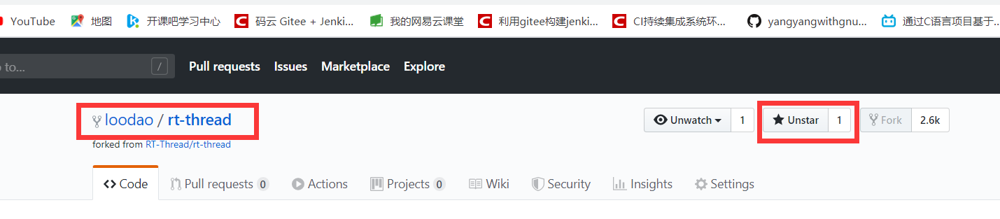 YouTube 地图 开课吧学习中心 码云 Gitee + Jenki... 我的网易云课堂 利用gitee构建jenki... CI持续集成系统环... yangyangwithgnu... 通过C语言项目基于...
to... / Pull requests Issues Marketplace Explore
loodao / rt-thread Unwatch 1 Unstar 1 Fork 2.6k
forked from RT-Thread/rt-thread
Code Pull requests 0 Actions Projects 0 Wiki Security Insights Settings